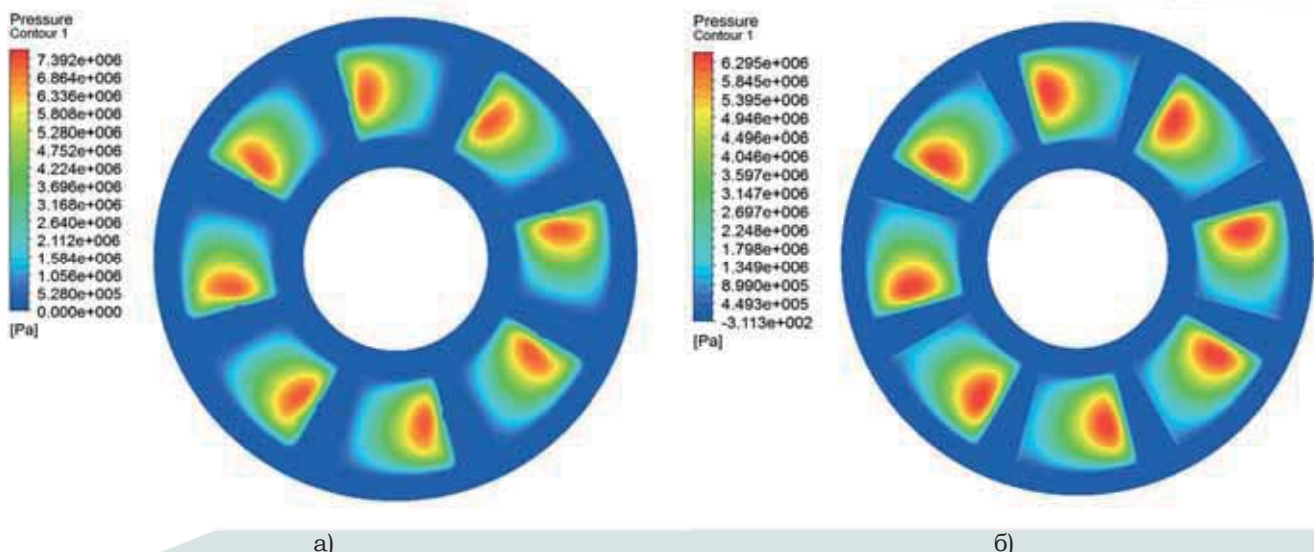 Pressure
Contour 1
7.392e+006
6.864e+006
6.336e+006
5.808e+006
5.280e+006
4.752e+006
4.224e+006
3.696e+006
3.168e+006
2.640e+006
2.112e+006
1.584e+006
1.056e+006
5.280e+005
0.000e+000
[Pa]
Pressure
Contour 1
6.295e+006
5.845e+006
5.395e+006
4.946e+006
4.496e+006
4.046e+006
3.597e+006
3.147e+006
2.697e+006
2.248e+006
1.798e+006
1.349e+006
8.990e+005
4.493e+005
-3.113e+002
[Pa]
а)
б)